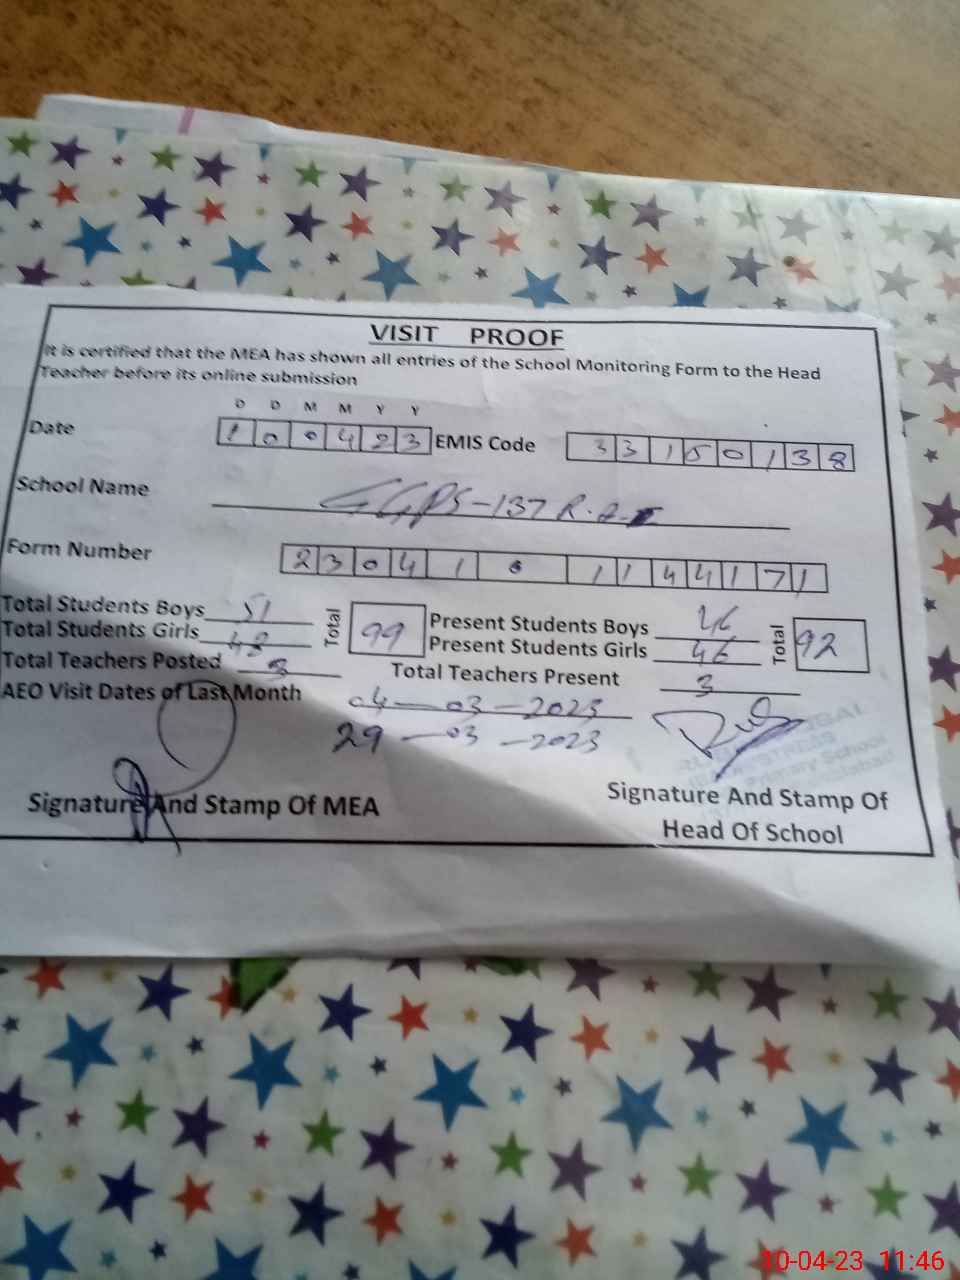 VISIT PROOF
It is certified that the MEA has shown all entries of the School Monitoring Form to the Head
Teacher before its online submission
D D M M Y Y
Date 1 0 0 4 2 3 EMIS Code 3 3 1 5 0 1 3 8
School Name GGPS-137 R.B
Form Number 2 3 0 4 1 0 1 1 4 4 1 7 1
Total Students Boys 51 Total 99 Present Students Boys 46 Total 92
Total Students Girls 48 Present Students Girls 46
Total Teachers Posted 3 Total Teachers Present 3
AEO Visit Dates of Last Month 04-03-2023
29-03-2023
Primary School
Signature And Stamp Of MEA Signature And Stamp Of
Head Of School
10-04-23 11:46